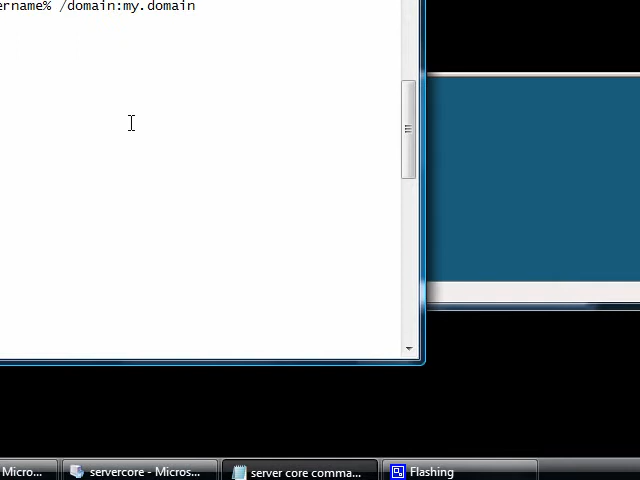 ername% /domain:my.domain
Micro...
servercore - Micros...
server core comma...
Flashing